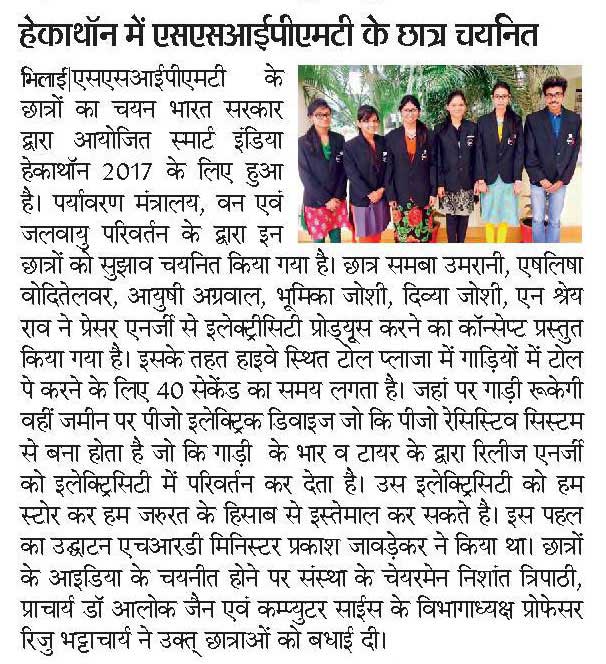 हेकाथॉन में एसएसआईपीएमटी के छात्र चयनित
भिलाई|एसएसआईपीएमटी के
छात्रों का चयन भारत सरकार
द्वारा आयोजित स्मार्ट इंडिया
हेकाथॉन 2017 के लिए हुआ
है। पर्यावरण मंत्रालय, वन एवं
जलवायु परिवर्तन के द्वारा इन
छात्रों को सुझाव चयनित किया गया है। छात्र समबा उमरानी, एषलिषा
वोदितेलवर, आयुषी अग्रवाल, भूमिका जोशी, दिव्या जोशी, एन श्रेय
राव ने प्रेसर एनर्जी से इलेक्ट्रीसिटी प्रोड्यूस करने का कॉन्सेप्ट प्रस्तुत
किया गया है। इसके तहत हाइवे स्थित टोल प्लाजा में गाड़ियों में टोल
पे करने के लिए 40 सेकेंड का समय लगता है। जहां पर गाड़ी रूकेगी
वहीं जमीन पर पीजो इलेक्ट्रिक डिवाइज जो कि पीजो रेसिस्टिव सिस्टम
से बना होता है जो कि गाड़ी के भार व टायर के द्वारा रिलीज एनर्जी
को इलेक्ट्रिसिटी में परिवर्तन कर देता है। उस इलेक्ट्रिसिटी को हम
स्टोर कर हम जरुरत के हिसाब से इस्तेमाल कर सकते है। इस पहल
का उद्घाटन एचआरडी मिनिस्टर प्रकाश जावड़ेकर ने किया था। छात्रों
के आइडिया के चयनीत होने पर संस्था के चेयरमेन निशांत त्रिपाठी,
प्राचार्य डॉ आलोक जैन एवं कम्प्युटर साईस के विभागाध्यक्ष प्रोफेसर
रिजु भट्टाचार्य ने उक्त् छात्राओं को बधाई दी।